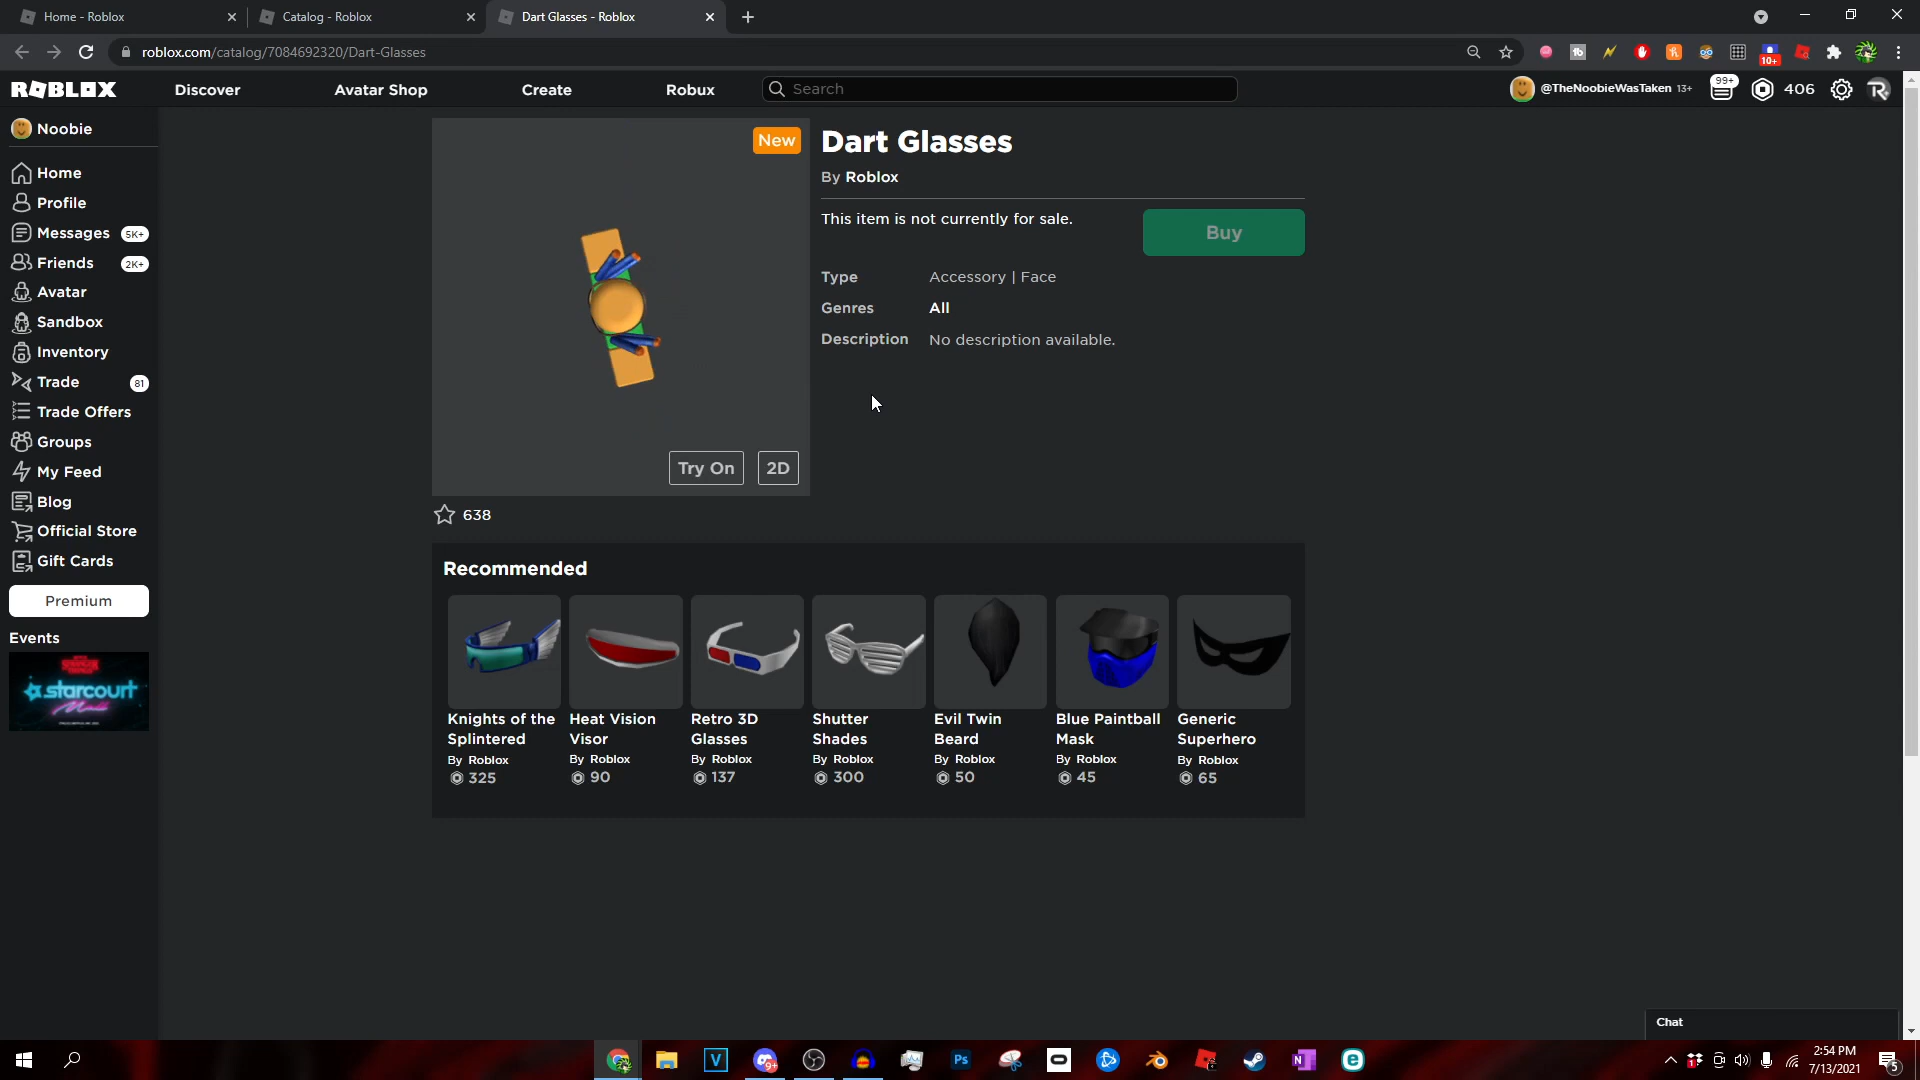 Home - Roblox
Catalog - Roblox
Dart Glasses - Roblox
roblox.com/catalog/7084692320/Dart-Glasses
10+
ROBLOX
Discover
Avatar Shop
Create
Robux
Search
@TheNoobieWasTaken 13+
99+
406
Noobie
Home
Profile
Messages 5K+
Friends 2K+
Avatar
Sandbox
Inventory
Trade 81
Trade Offers
Groups
My Feed
Blog
Official Store
Gift Cards
Premium
Events
starcourt
Mall
New
Try On
2D
638
Dart Glasses
By Roblox
This item is not currently for sale.
Buy
Type Accessory | Face
Genres All
Description No description available.
Recommended
Knights of the Splintered
By Roblox
325
Heat Vision Visor
By Roblox
90
Retro 3D Glasses
By Roblox
137
Shutter Shades
By Roblox
300
Evil Twin Beard
By Roblox
50
Blue Paintball Mask
By Roblox
45
Generic Superhero
By Roblox
65
Chat
2:54 PM
7/13/2021
5